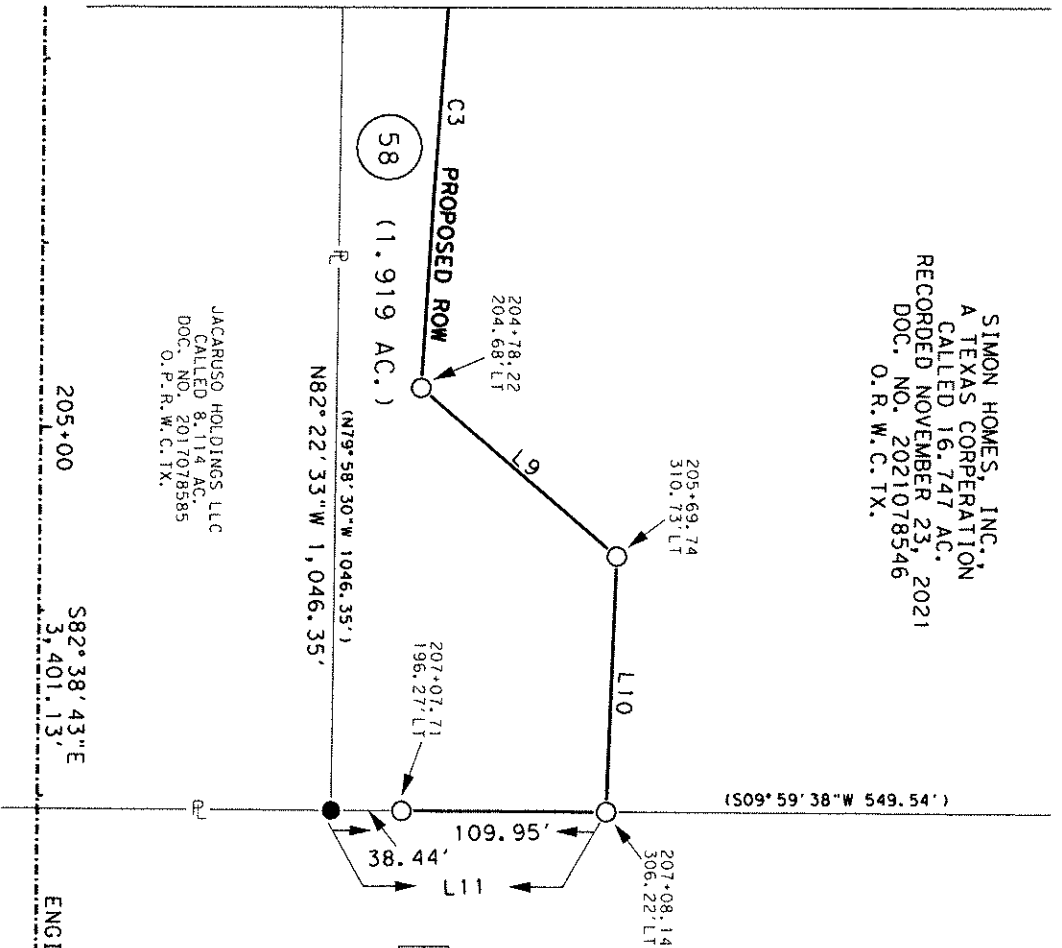 SIMON HOMES, INC.,
A TEXAS CORPERATION
CALLED 16.747 AC.
RECORDED NOVEMBER 23, 2021
DOC. NO. 2021078546
O.R.W.C.TX.
C3 PROPOSED ROW
58 (1.919 AC.)
204+78.22
204.68'LT
L9
205+69.74
310.73'LT
L10
PL
(N79°58'30"W 1046.35')
N82°22'33"W 1,046.35'
207+07.71
196.27'LT
(S09°59'38"W 549.54')
207+08.14
306.22'LT
109.95'
38.44'
L11
JACARUSO HOLDINGS LLC
CALLED 8.114 AC.
DOC. NO. 2017078585
O.P.R.W.C.TX.
PL
205+00
S82°38'43"E
3,401.13'
ENGI